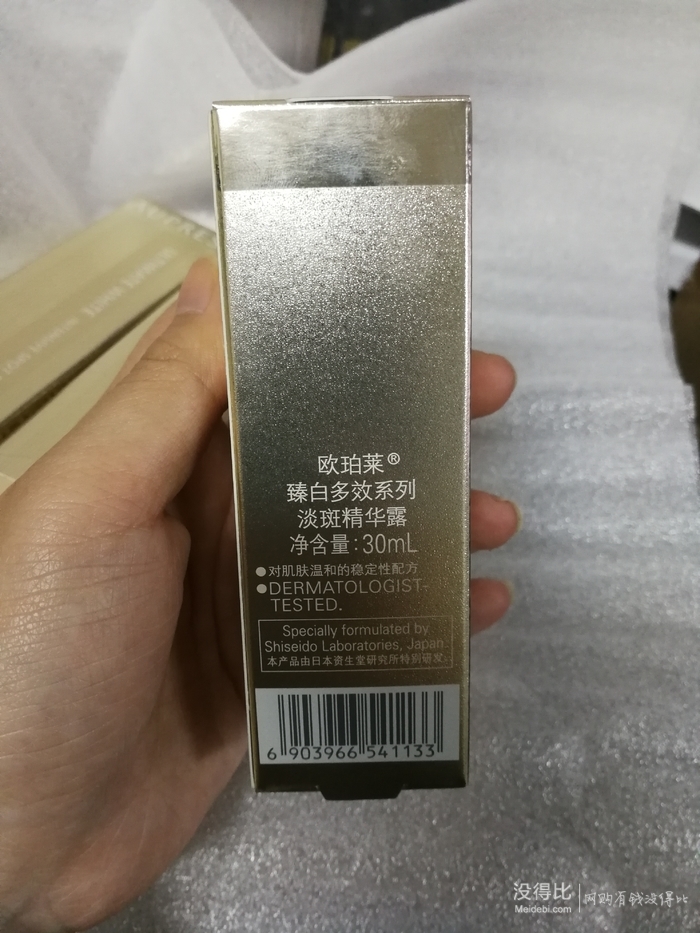 欧珀莱®
臻白多效系列
淡斑精华露
净含量:30mL
●对肌肤温和的稳定性配方
●DERMATOLOGIST-
TESTED.
Specially formulated by
Shiseido Laboratories, Japan.
本产品由日本资生堂研究所特别研发。
6 903966 541133
没得比
Meidebi.com
网购有钱没得比